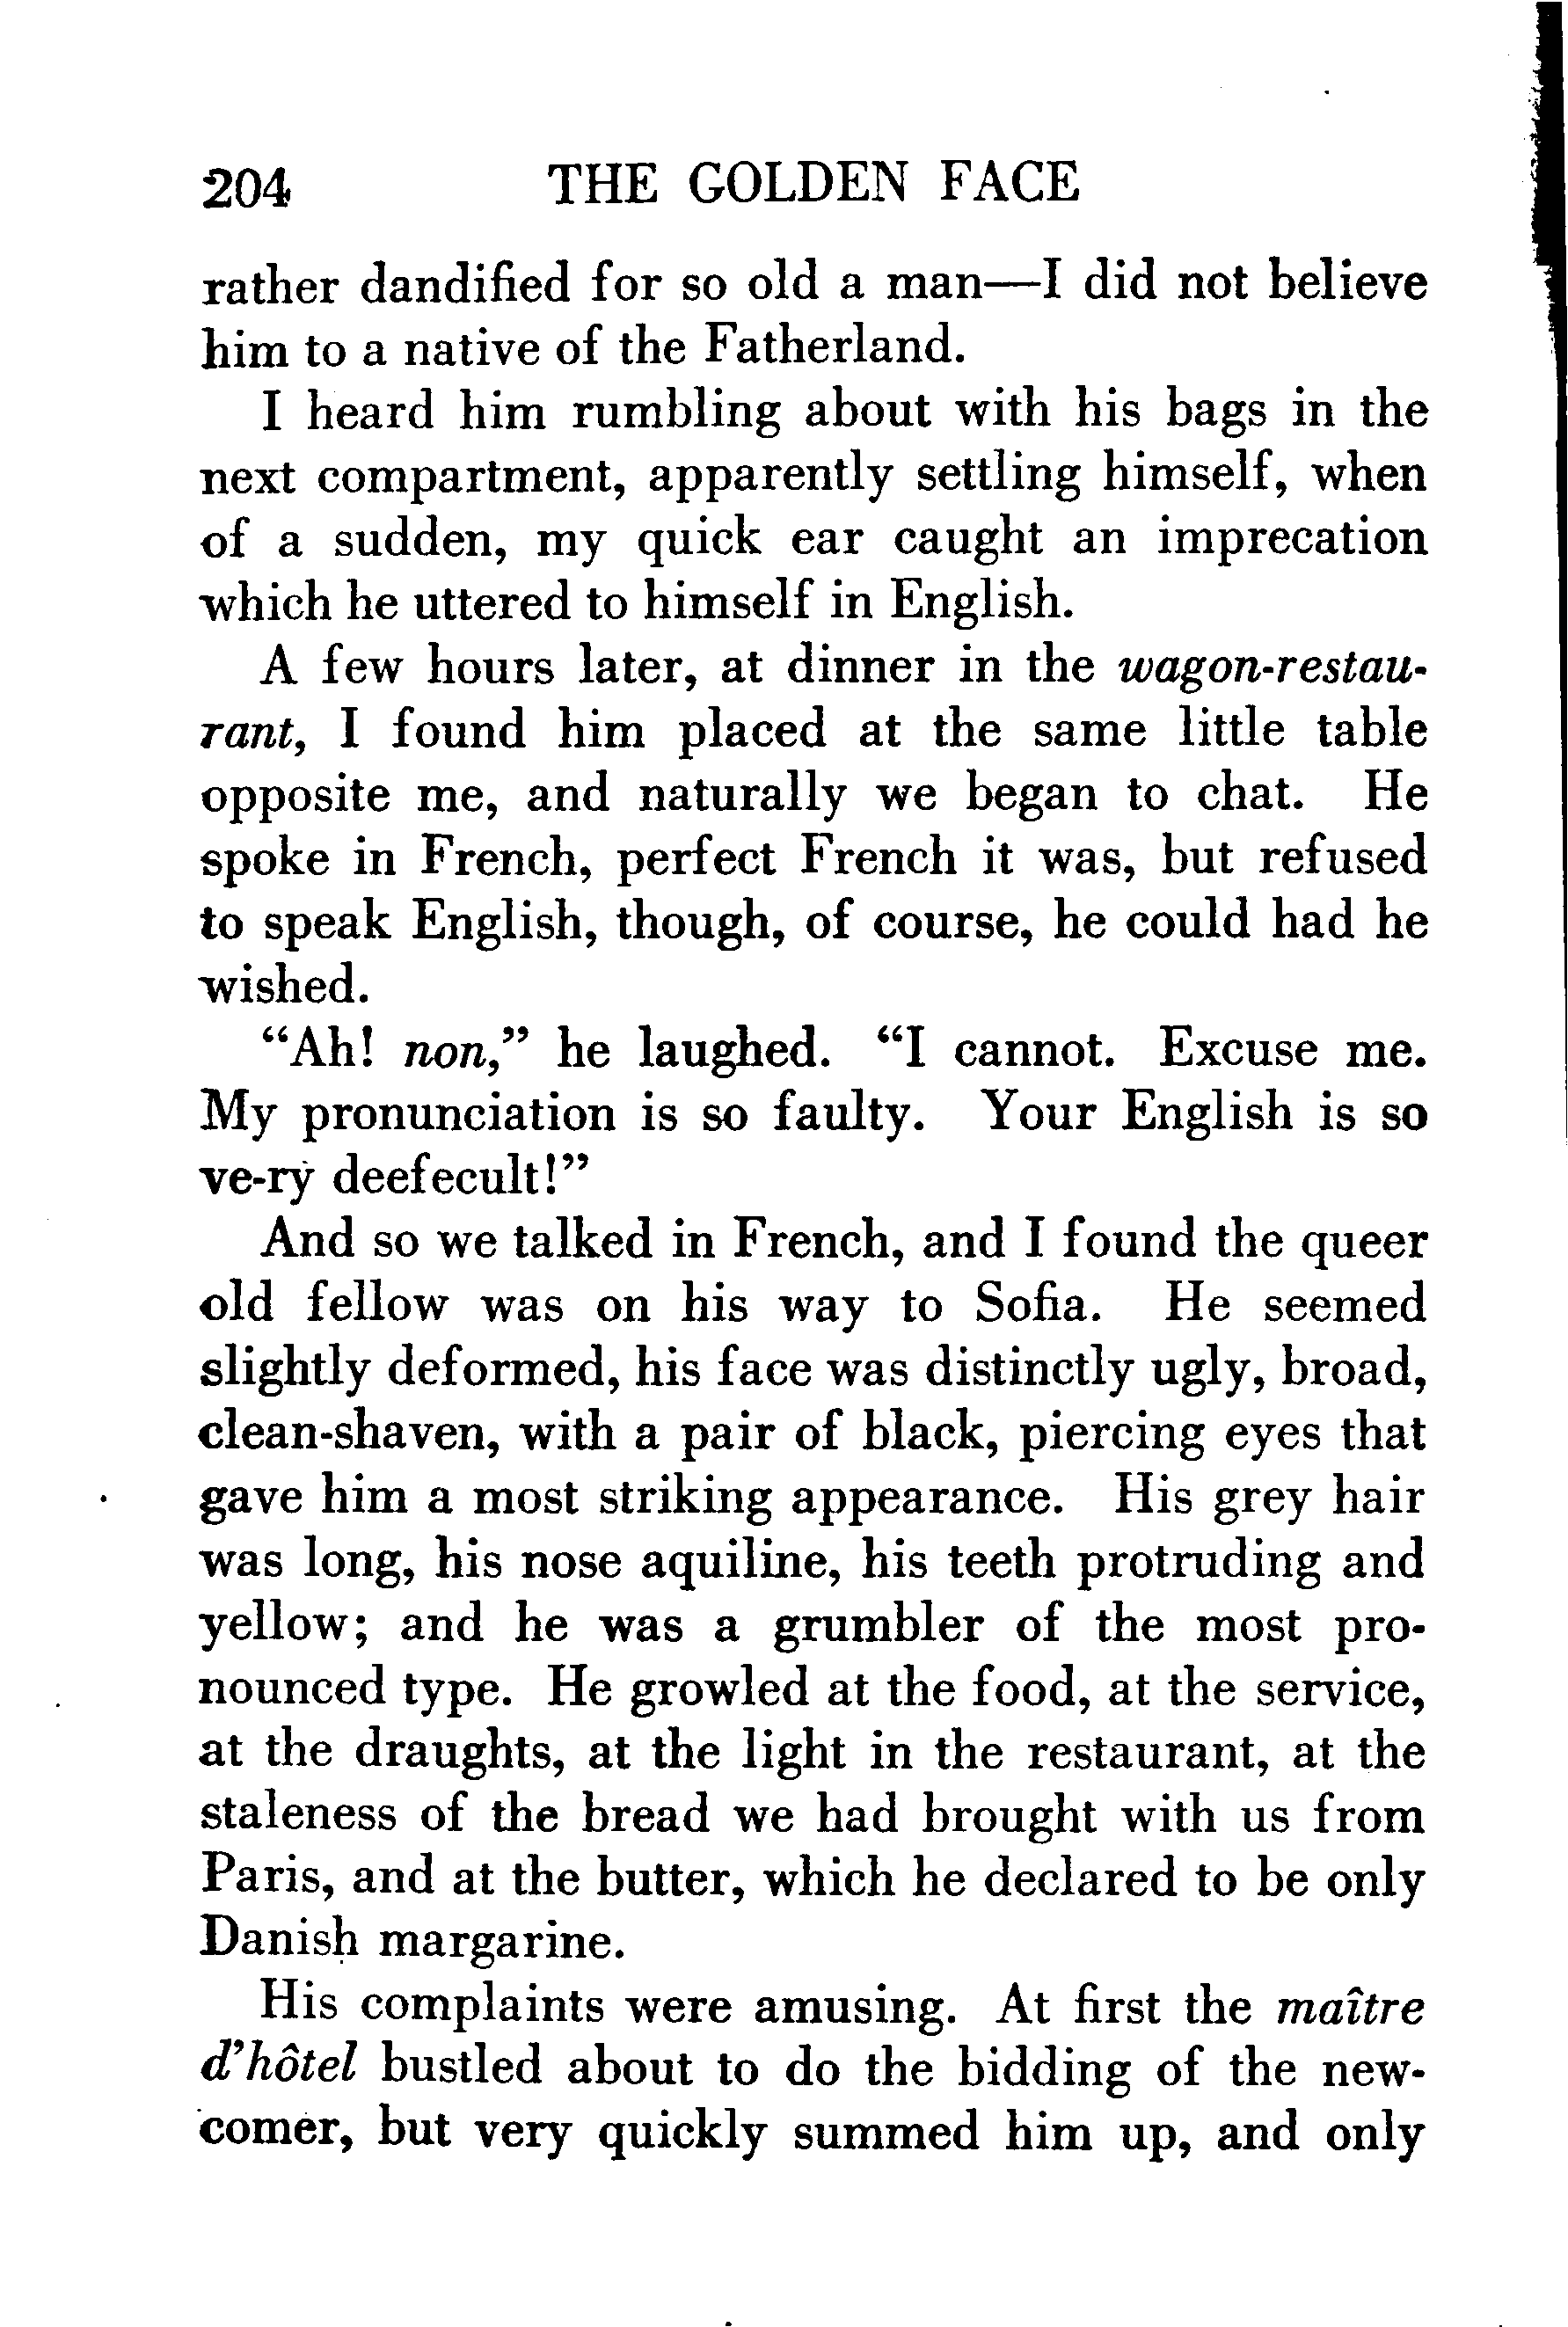 204 THE GOLDEN FACE
rather dandified for so old a man—I did not believe
him to a native of the Fatherland.
I heard him rumbling about with his bags in the
next compartment, apparently settling himself, when
of a sudden, my quick ear caught an imprecation
which he uttered to himself in English.
A few hours later, at dinner in the wagon-restau-
rant, I found him placed at the same little table
opposite me, and naturally we began to chat. He
spoke in French, perfect French it was, but refused
to speak English, though, of course, he could had he
wished.
“Ah! non,” he laughed. “I cannot. Excuse me.
My pronunciation is so faulty. Your English is so
ve-ry deefecult!”
And so we talked in French, and I found the queer
old fellow was on his way to Sofia. He seemed
slightly deformed, his face was distinctly ugly, broad,
clean-shaven, with a pair of black, piercing eyes that
gave him a most striking appearance. His grey hair
was long, his nose aquiline, his teeth protruding and
yellow; and he was a grumbler of the most pro-
nounced type. He growled at the food, at the service,
at the draughts, at the light in the restaurant, at the
staleness of the bread we had brought with us from
Paris, and at the butter, which he declared to be only
Danish margarine.
His complaints were amusing. At first the maître
d’hôtel bustled about to do the bidding of the new-
comer, but very quickly summed him up, and only